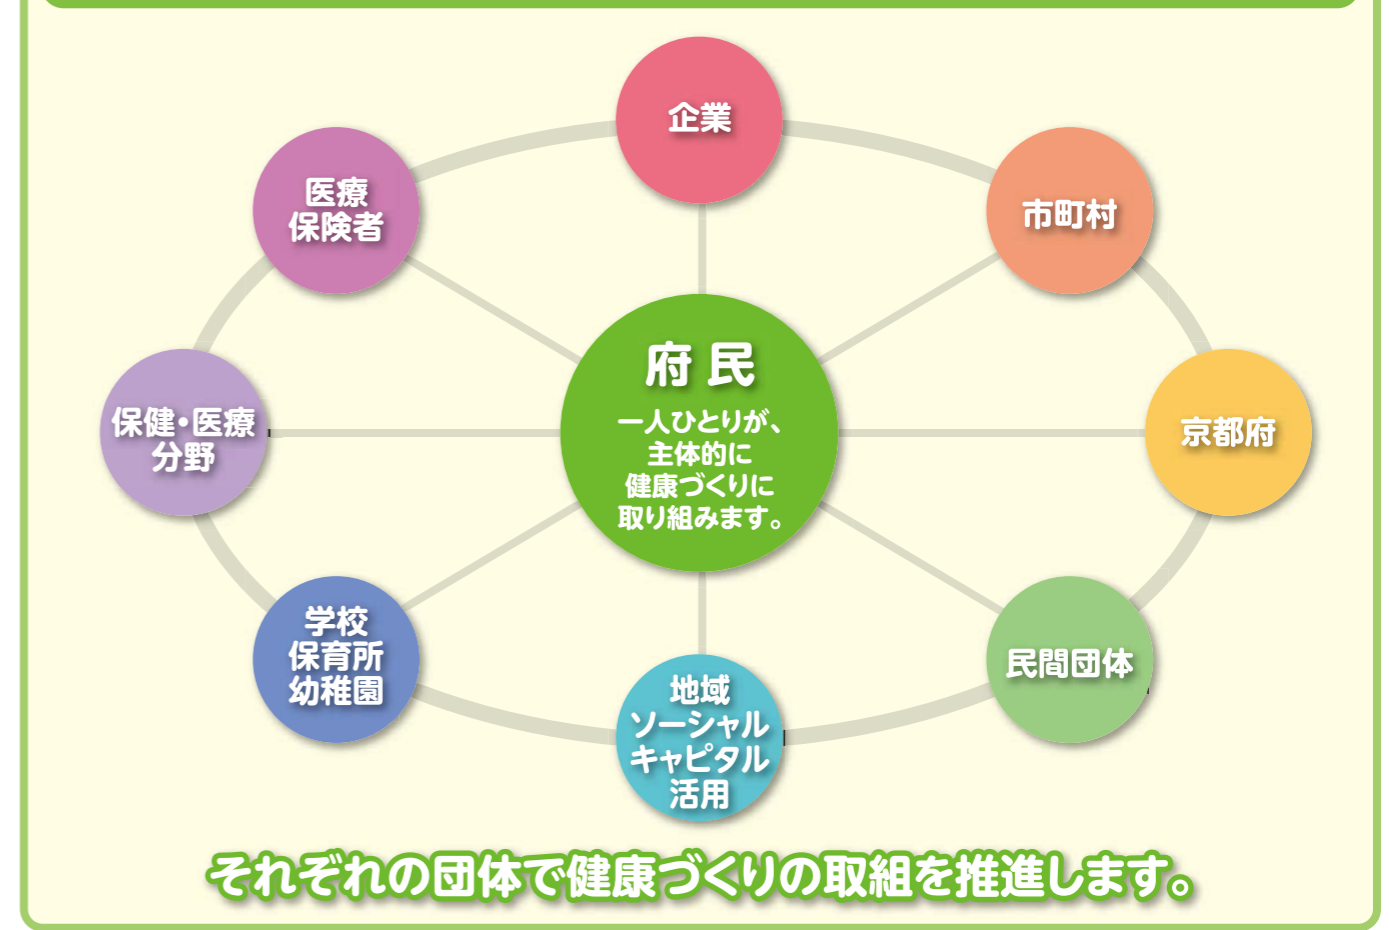 企業
医療
保険者
市町村
府民
一人ひとりが、
主体的に
健康づくりに
取り組みます。
保健・医療
分野
京都府
学校
保育所
幼稚園
地域
ソーシャル
キャピタル
活用
民間団体
それぞれの団体で健康づくりの取組を推進します。